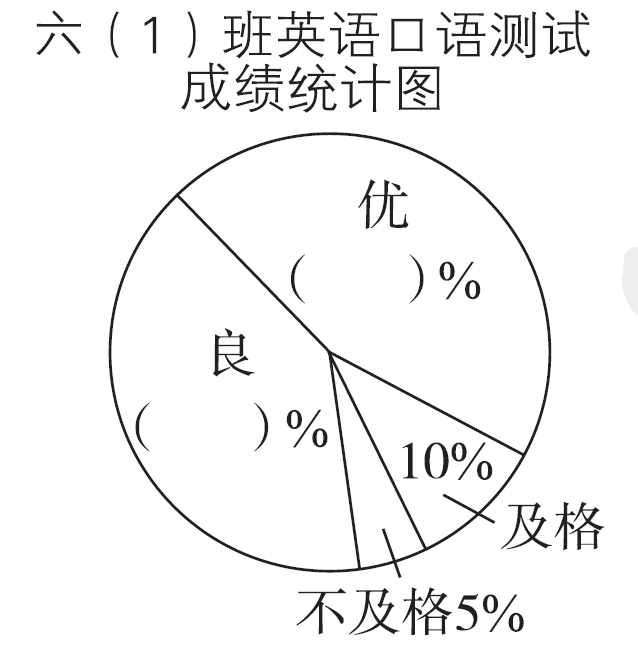 六（1）班英语口语测试
成绩统计图
优
（　　）%
良
（　　）%
10%
及格
不及格5%